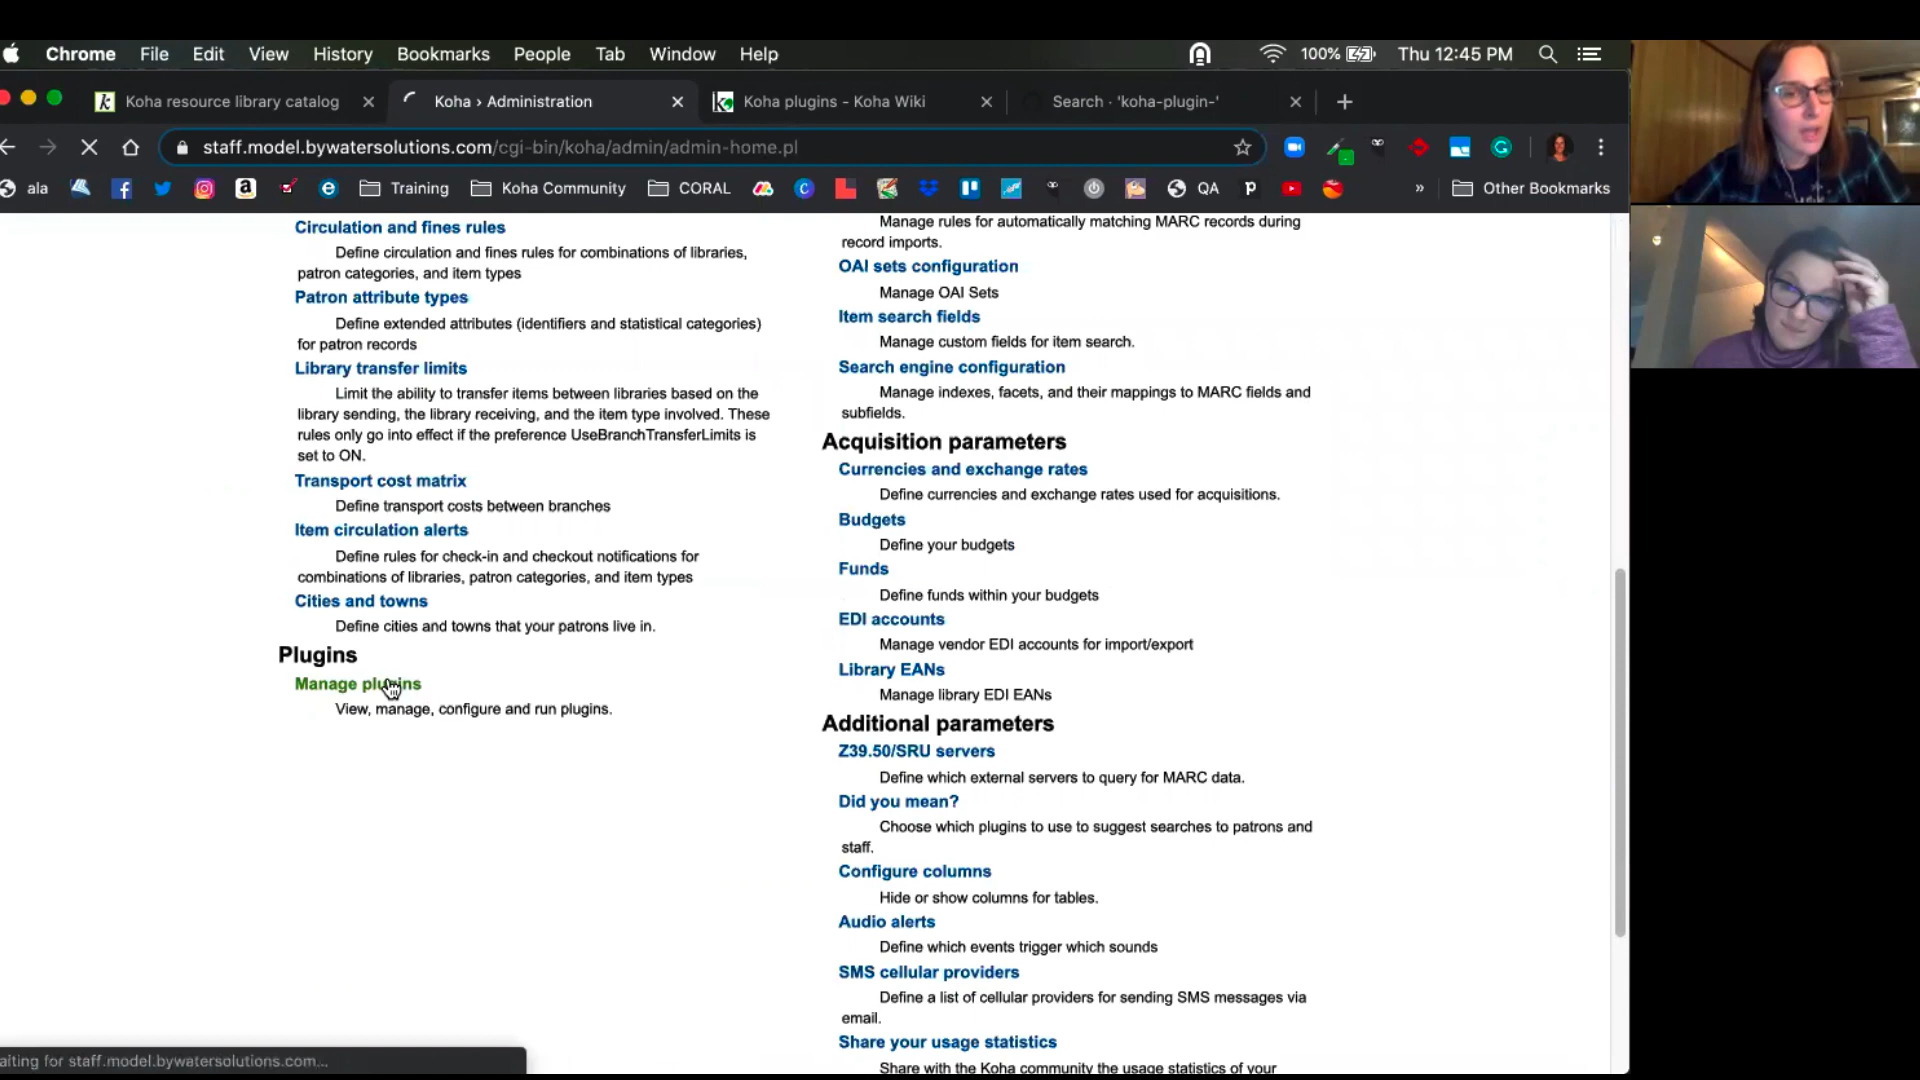 Chrome File Edit View History Bookmarks People Tab Window Help 100% Thu 12:45 PM
Koha resource library catalog Koha › Administration Koha plugins - Koha Wiki Search · 'koha-plugin-'
staff.model.bywatersolutions.com/cgi-bin/koha/admin/admin-home.pl
ala Training Koha Community CORAL QA » Other Bookmarks
Circulation and fines rules
Define circulation and fines rules for combinations of libraries,
patron categories, and item types
Patron attribute types
Define extended attributes (identifiers and statistical categories)
for patron records
Library transfer limits
Limit the ability to transfer items between libraries based on the
library sending, the library receiving, and the item type involved. These
rules only go into effect if the preference UseBranchTransferLimits is
set to ON.
Transport cost matrix
Define transport costs between branches
Item circulation alerts
Define rules for check-in and checkout notifications for
combinations of libraries, patron categories, and item types
Cities and towns
Define cities and towns that your patrons live in.
Plugins
Manage plugins
View, manage, configure and run plugins.
Manage rules for automatically matching MARC records during
record imports.
OAI sets configuration
Manage OAI Sets
Item search fields
Manage custom fields for item search.
Search engine configuration
Manage indexes, facets, and their mappings to MARC fields and
subfields.
Acquisition parameters
Currencies and exchange rates
Define currencies and exchange rates used for acquisitions.
Budgets
Define your budgets
Funds
Define funds within your budgets
EDI accounts
Manage vendor EDI accounts for import/export
Library EANs
Manage library EDI EANs
Additional parameters
Z39.50/SRU servers
Define which external servers to query for MARC data.
Did you mean?
Choose which plugins to use to suggest searches to patrons and
staff.
Configure columns
Hide or show columns for tables.
Audio alerts
Define which events trigger which sounds
SMS cellular providers
Define a list of cellular providers for sending SMS messages via
email.
Share your usage statistics
Share with the Koha community the usage statistics of your
aiting for staff.model.bywatersolutions.com...